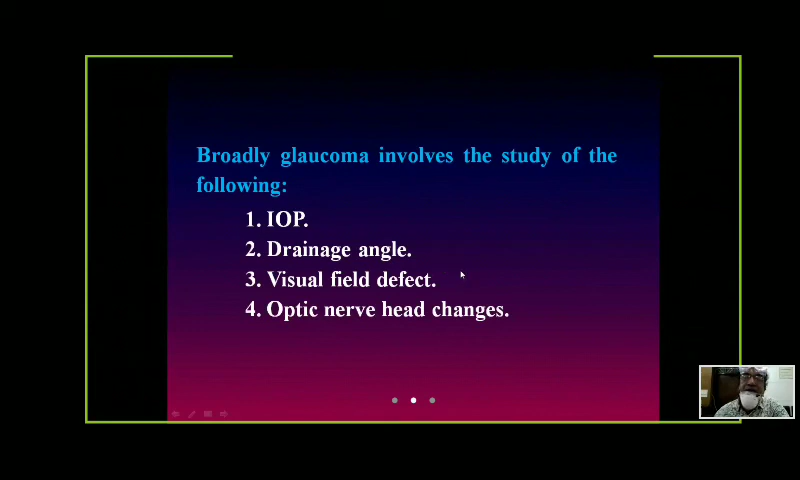 Broadly glaucoma involves the study of the
following:
1. IOP.
2. Drainage angle.
3. Visual field defect.
4. Optic nerve head changes.